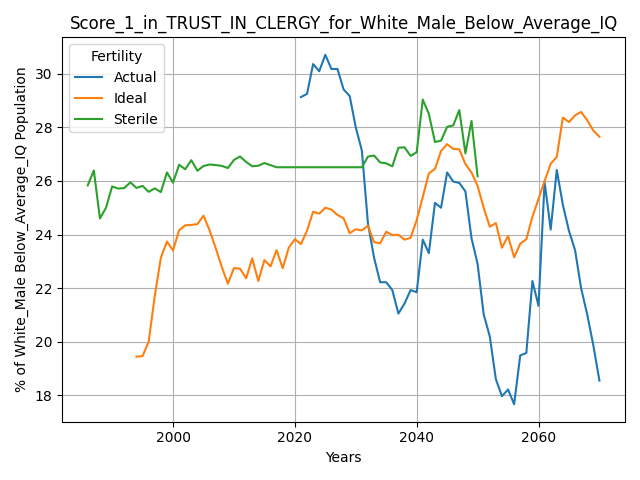 Score_1_in_TRUST_IN_CLERGY_for_White_Male_Below_Average_IQ
Fertility
Actual
Ideal
Sterile
% of White_Male Below_Average_IQ Population
30
28
26
24
22
20
18
2000
2020
2040
2060
Years